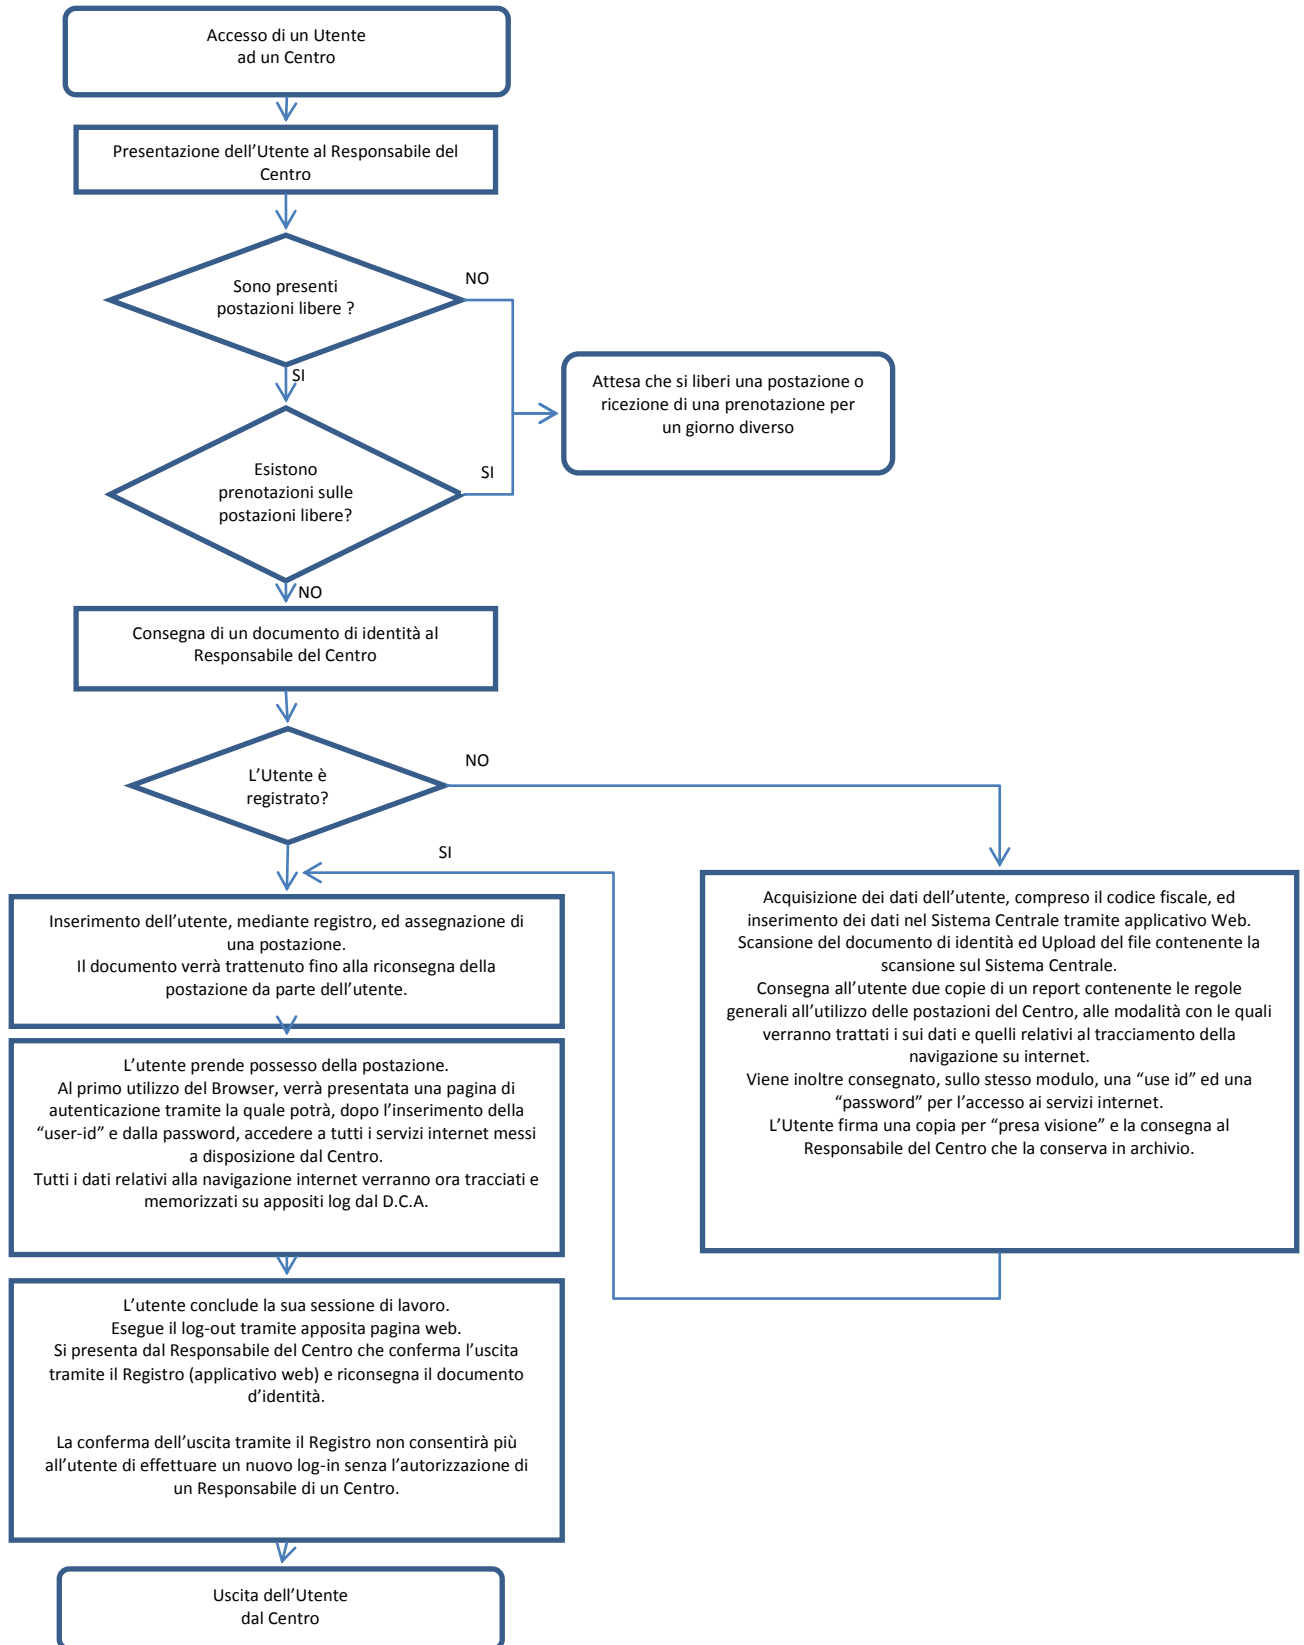 Accesso di un Utente
ad un Centro
Presentazione dell’Utente al Responsabile del
Centro
Sono presenti
postazioni libere ?
NO
SI
Attesa che si liberi una postazione o
ricezione di una prenotazione per
un giorno diverso
Esistono
prenotazioni sulle
postazioni libere?
SI
NO
Consegna di un documento di identità al
Responsabile del Centro
L’Utente è
registrato?
NO
SI
Inserimento dell’utente, mediante registro, ed assegnazione di
una postazione.
Il documento verrà trattenuto fino alla riconsegna della
postazione da parte dell’utente.
Acquisizione dei dati dell’utente, compreso il codice fiscale, ed
inserimento dei dati nel Sistema Centrale tramite applicativo Web.
Scansione del documento di identità ed Upload del file contenente la
scansione sul Sistema Centrale.
Consegna all’utente due copie di un report contenente le regole
generali all’utilizzo delle postazioni del Centro, alle modalità con le quali
verranno trattati i sui dati e quelli relativi al tracciamento della
navigazione su internet.
Viene inoltre consegnato, sullo stesso modulo, una “use id” ed una
“password” per l’accesso ai servizi internet.
L’Utente firma una copia per “presa visione” e la consegna al
Responsabile del Centro che la conserva in archivio.
L’utente prende possesso della postazione.
Al primo utilizzo del Browser, verrà presentata una pagina di
autenticazione tramite la quale potrà, dopo l’inserimento della
“user-id” e dalla password, accedere a tutti i servizi internet messi
a disposizione dal Centro.
Tutti i dati relativi alla navigazione internet verranno ora tracciati e
memorizzati su appositi log dal D.C.A.
L’utente conclude la sua sessione di lavoro.
Esegue il log-out tramite apposita pagina web.
Si presenta dal Responsabile del Centro che conferma l’uscita
tramite il Registro (applicativo web) e riconsegna il documento
d’identità.
La conferma dell’uscita tramite il Registro non consentirà più
all’utente di effettuare un nuovo log-in senza l’autorizzazione di
un Responsabile di un Centro.
Uscita dell’Utente
dal Centro